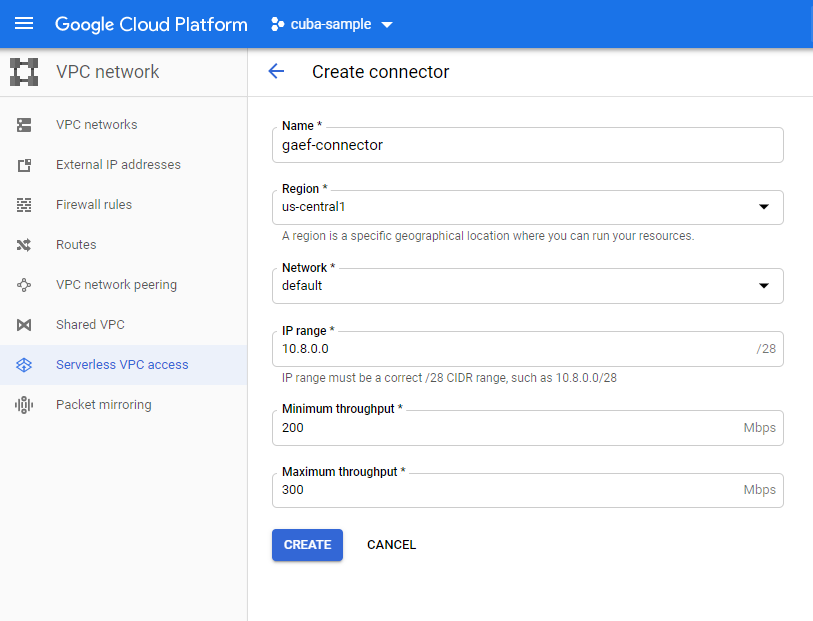 Google Cloud Platform
cuba-sample
VPC network
VPC networks
External IP addresses
Firewall rules
Routes
VPC network peering
Shared VPC
Serverless VPC access
Packet mirroring
Create connector
Name *
gaef-connector
Region *
us-central1
A region is a specific geographical location where you can run your resources.
Network *
default
IP range *
10.8.0.0 /28
IP range must be a correct /28 CIDR range, such as 10.8.0.0/28
Minimum throughput *
200 Mbps
Maximum throughput *
300 Mbps
CREATE CANCEL